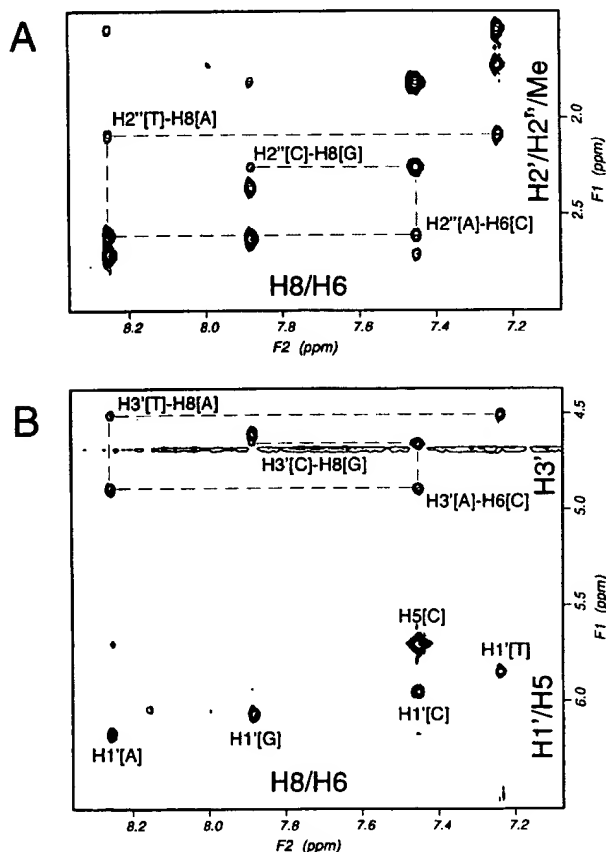 A
H2''[T]-H8[A]
H2''[C]-H8[G]
H2''[A]-H6[C]
H8/H6
H2'/H2''/Me
2.0
2.5
F1 (ppm)
8.2 8.0 7.8 7.6 7.4 7.2
F2 (ppm)
B
H3'[T]-H8[A]
H3'[C]-H8[G]
H3'[A]-H6[C]
H3'
4.5
5.0
5.5
6.0
F1 (ppm)
H5[C]
H1'[T]
H1'[C]
H1'[G]
H1'[A]
H8/H6
H1'/H5
8.2 8.0 7.8 7.6 7.4 7.2
F2 (ppm)